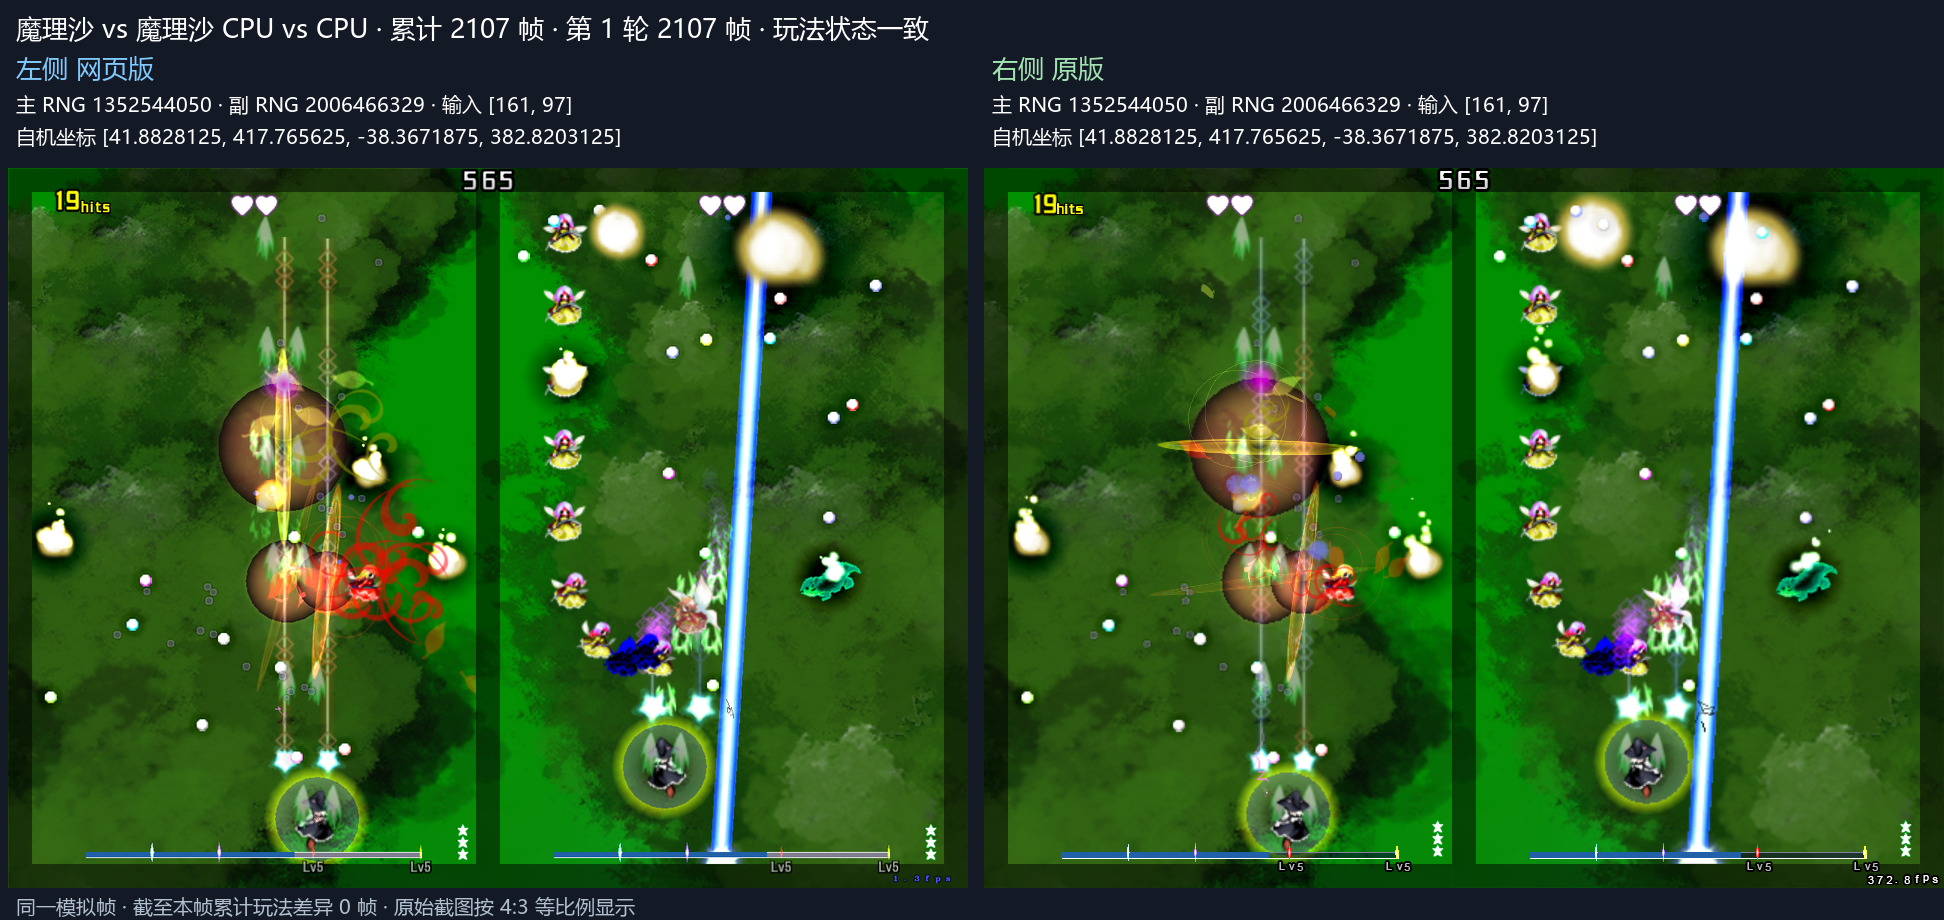 魔理沙 vs 魔理沙 CPU vs CPU · 累计 2107 帧 · 第 1 轮 2107 帧 · 玩法状态一致
左侧 网页版
主 RNG 1352544050 · 副 RNG 2006466329 · 输入 [161, 97]
自机坐标 [41.8828125, 417.765625, -38.3671875, 382.8203125]
右侧 原版
主 RNG 1352544050 · 副 RNG 2006466329 · 输入 [161, 97]
自机坐标 [41.8828125, 417.765625, -38.3671875, 382.8203125]
565
19hits
Lv5
Lv5
Lv5
Lv5
1.3fps
565
19hits
Lv5
Lv5
Lv5
Lv5
372.8fps
同一模拟帧 · 截至本帧累计玩法差异 0 帧 · 原始截图按 4:3 等比例显示